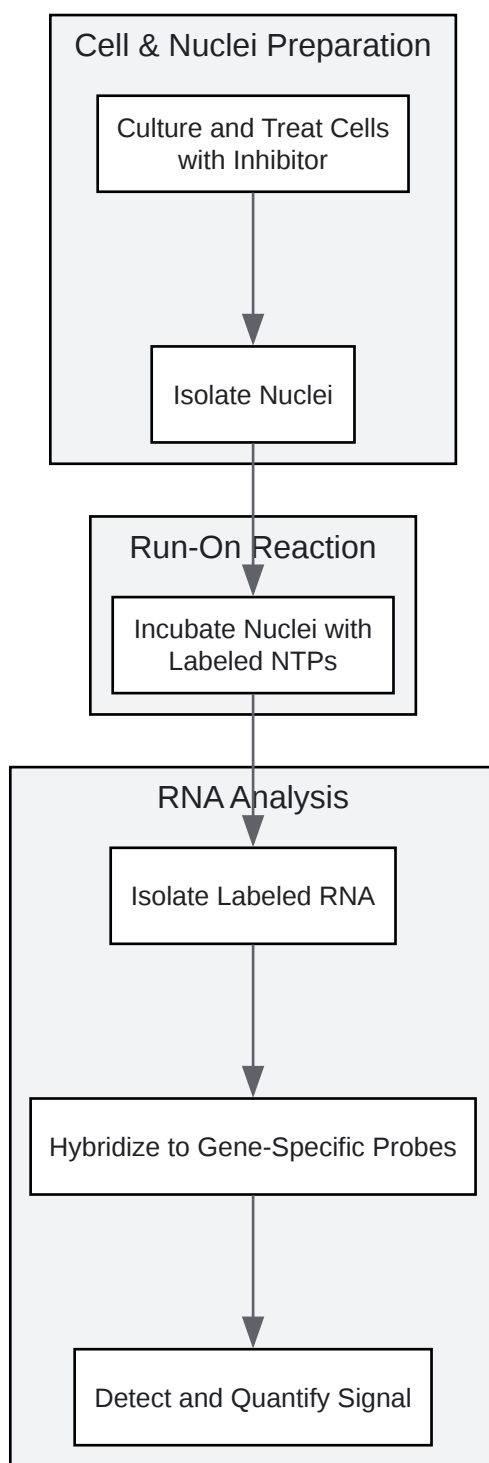 Cell & Nuclei Preparation
Culture and Treat Cells
with Inhibitor
Isolate Nuclei
Run-On Reaction
Incubate Nuclei with
Labeled NTPs
RNA Analysis
Isolate Labeled RNA
Hybridize to Gene-Specific Probes
Detect and Quantify Signal